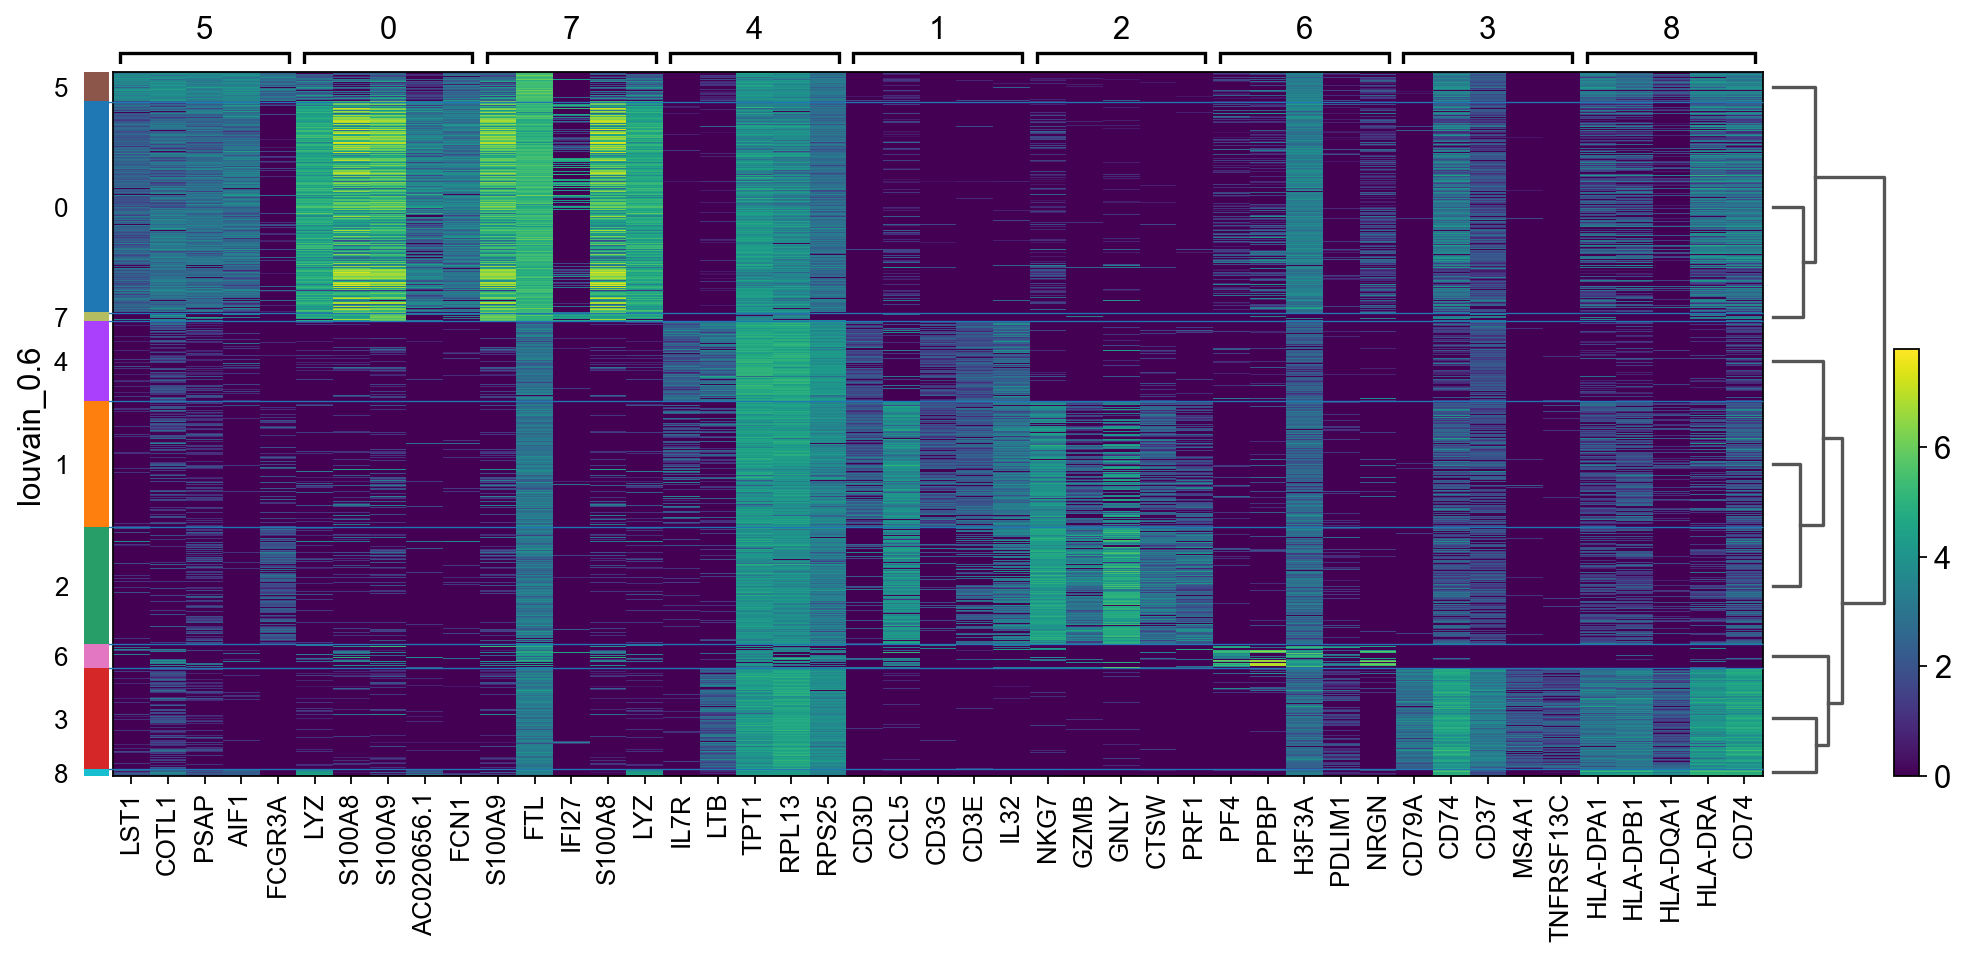 5 0 7 4 1 2 6 3 8
louvain_0.6
5
0
7
4
1
2
6
3
8
6
4
2
0
LST1
COTL1
PSAP
AIF1
FCGR3A
LYZ
S100A8
S100A9
AC020656.1
FCN1
S100A9
FTL
IFI27
S100A8
LYZ
IL7R
LTB
TPT1
RPL13
RPS25
CD3D
CCL5
CD3G
CD3E
IL32
NKG7
GZMB
GNLY
CTSW
PRF1
PF4
PPBP
H3F3A
PDLIM1
NRGN
CD79A
CD74
CD37
MS4A1
TNFRSF13C
HLA-DPA1
HLA-DPB1
HLA-DQA1
HLA-DRA
CD74